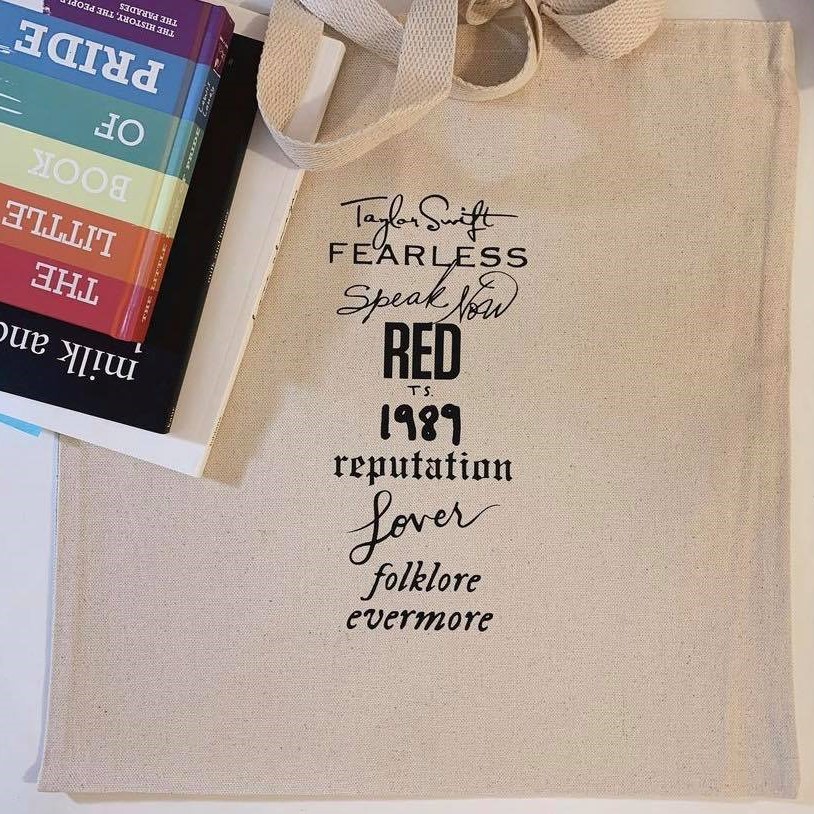 THE HISTORY, THE PEOPLE,
THE PARADES
PRIDE
OF
BOOK
LITTLE
THE
milk and
Taylor Swift
FEARLESS
Speak Now
RED
T.S.
1989
reputation
Lover
folklore
evermore